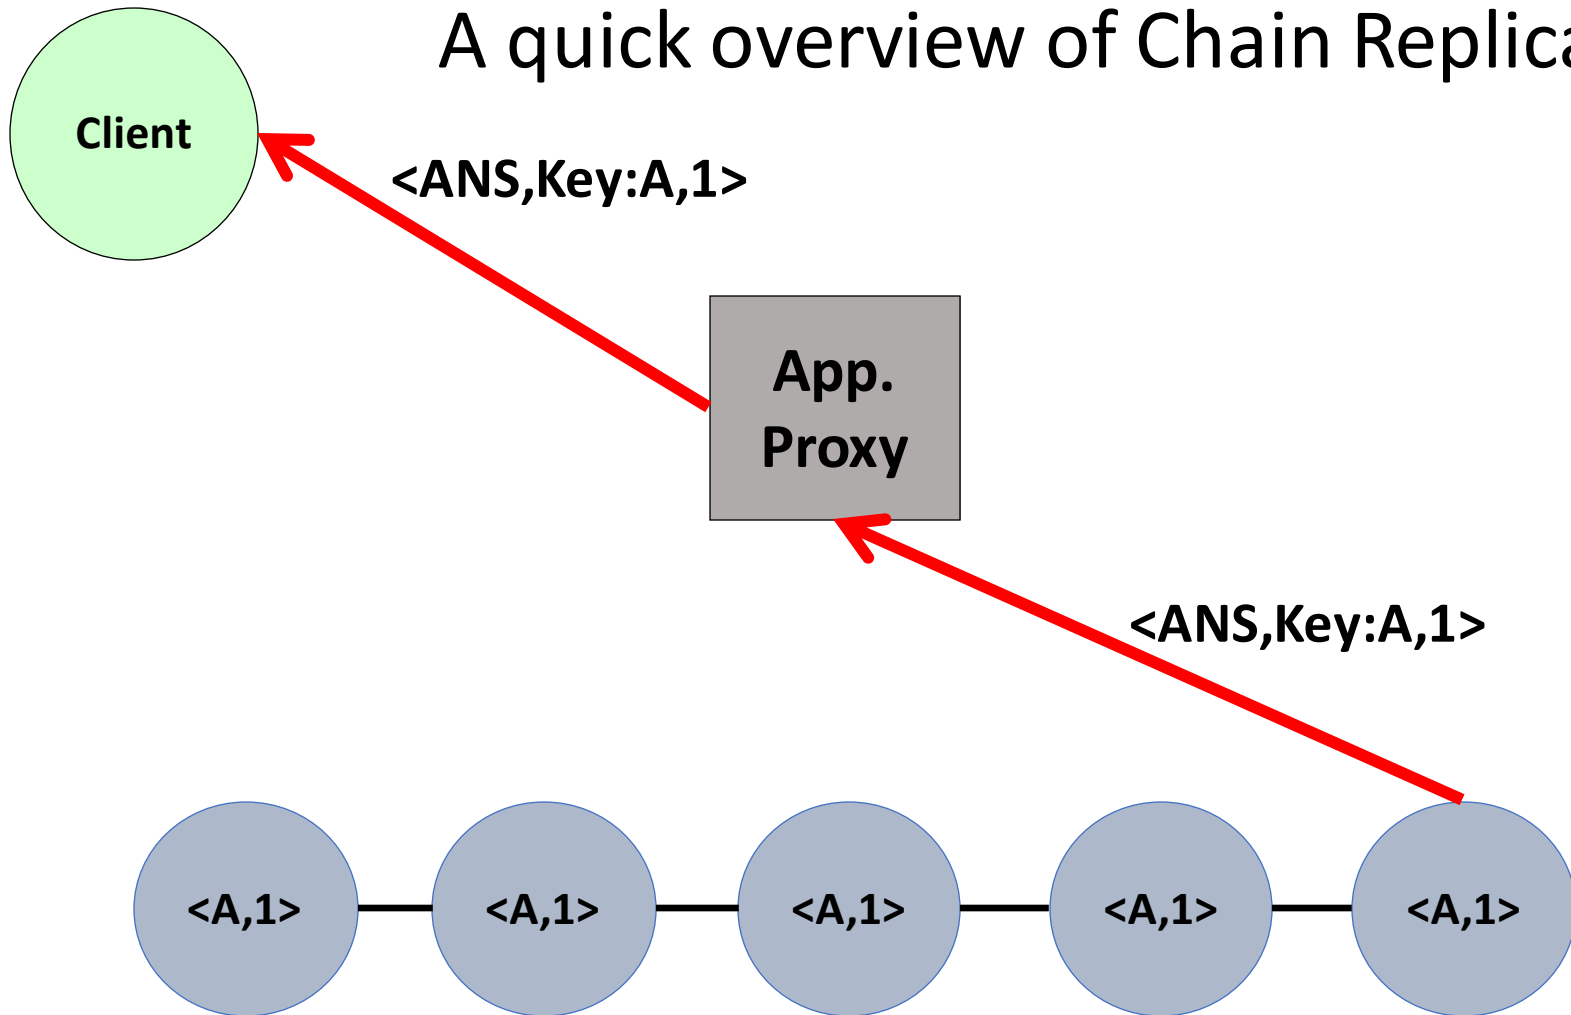 A quick overview of Chain Replica
Client
<ANS,Key:A,1>
App.
Proxy
<ANS,Key:A,1>
<A,1> <A,1> <A,1> <A,1> <A,1>